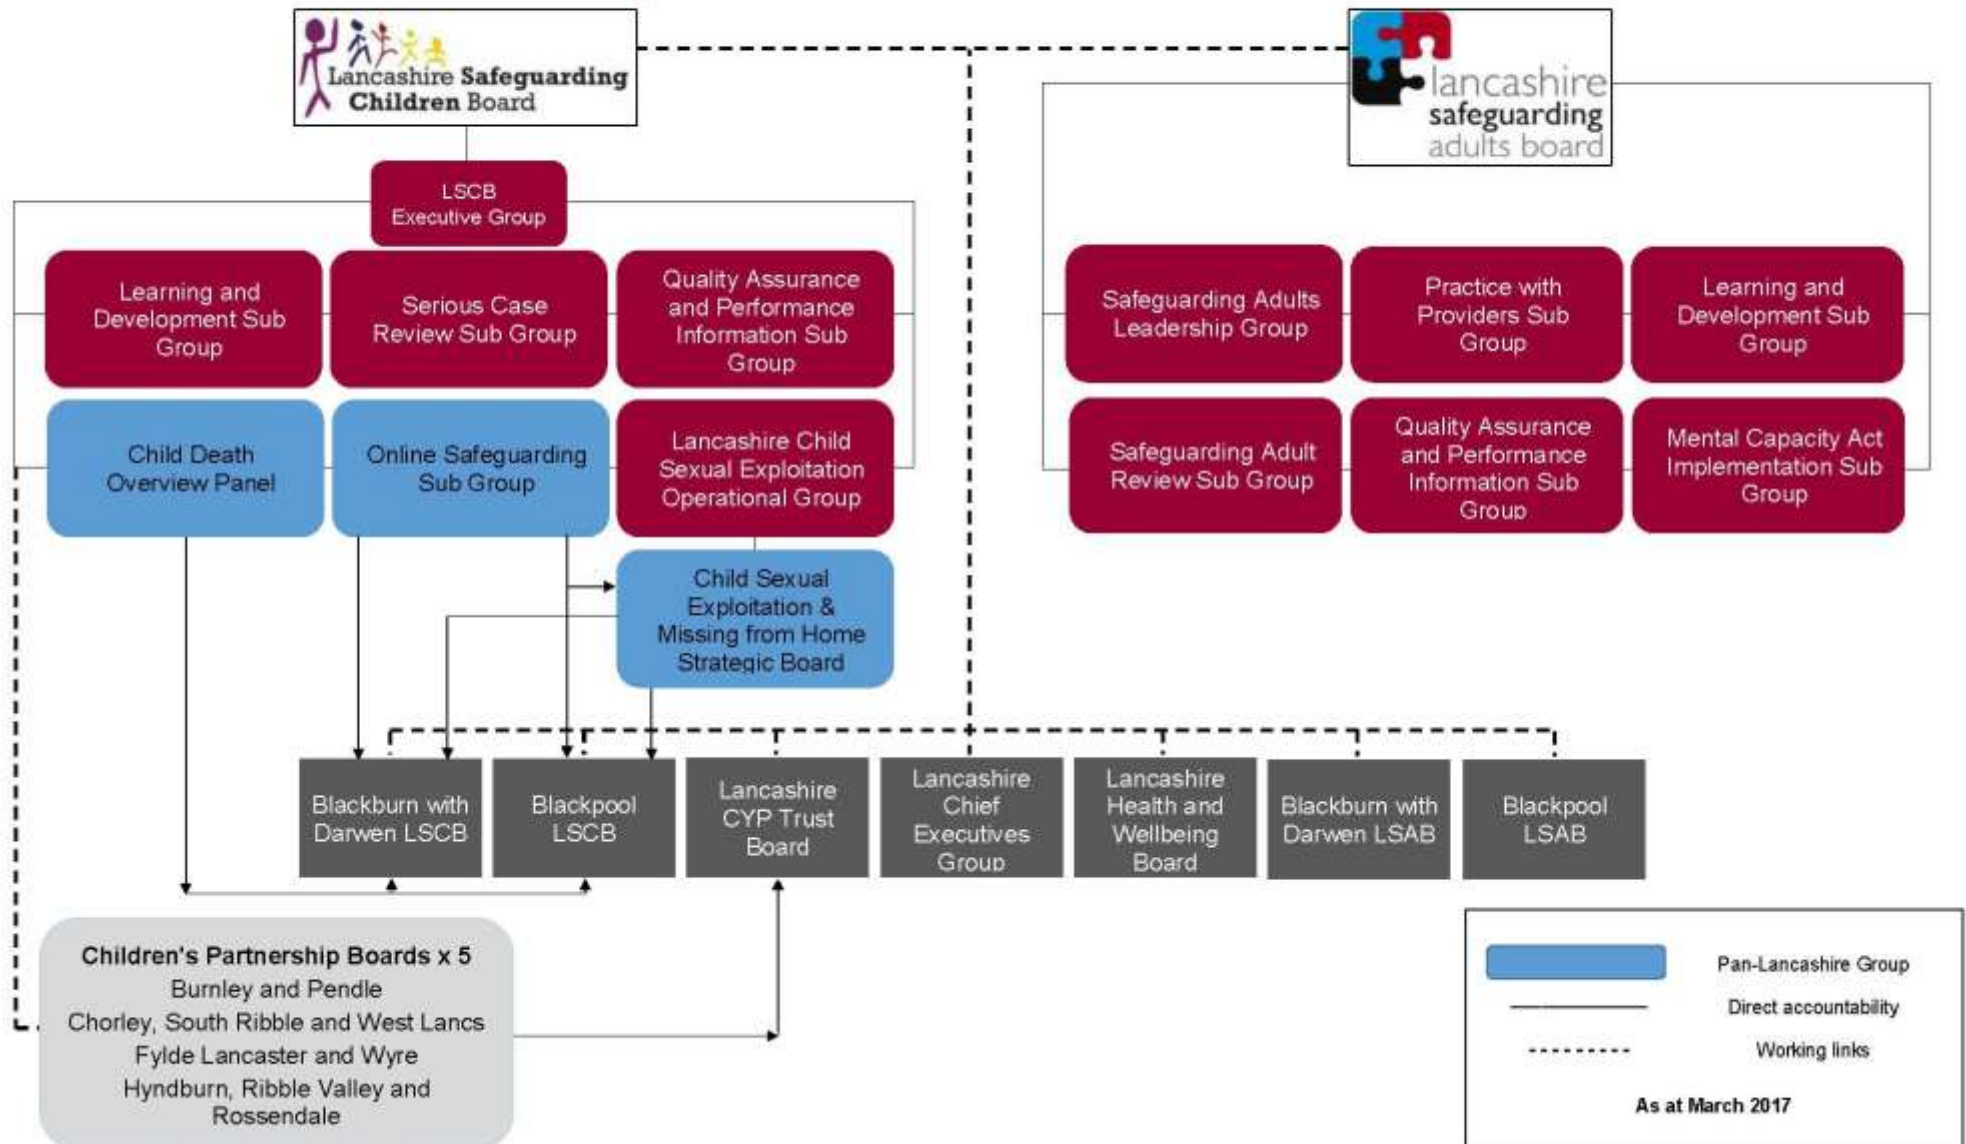 Lancashire Safeguarding
Children Board
lancashire
safeguarding
adults board
LSCB
Executive Group
Learning and
Development Sub
Group
Serious Case
Review Sub Group
Quality Assurance
and Performance
Information Sub
Group
Child Death
Overview Panel
Online Safeguarding
Sub Group
Lancashire Child
Sexual Exploitation
Operational Group
Child Sexual
Exploitation &
Missing from Home
Strategic Board
Safeguarding Adults
Leadership Group
Practice with
Providers Sub
Group
Learning and
Development Sub
Group
Safeguarding Adult
Review Sub Group
Quality Assurance
and Performance
Information Sub
Group
Mental Capacity Act
Implementation Sub
Group
Blackburn with
Darwen LSCB
Blackpool
LSCB
Lancashire
CYP Trust
Board
Lancashire
Chief
Executives
Group
Lancashire
Health and
Wellbeing
Board
Blackburn with
Darwen LSAB
Blackpool
LSAB
Children's Partnership Boards x 5
Burnley and Pendle
Chorley, South Ribble and West Lancs
Fylde Lancaster and Wyre
Hyndburn, Ribble Valley and
Rossendale
Pan-Lancashire Group
Direct accountability
Working links
As at March 2017